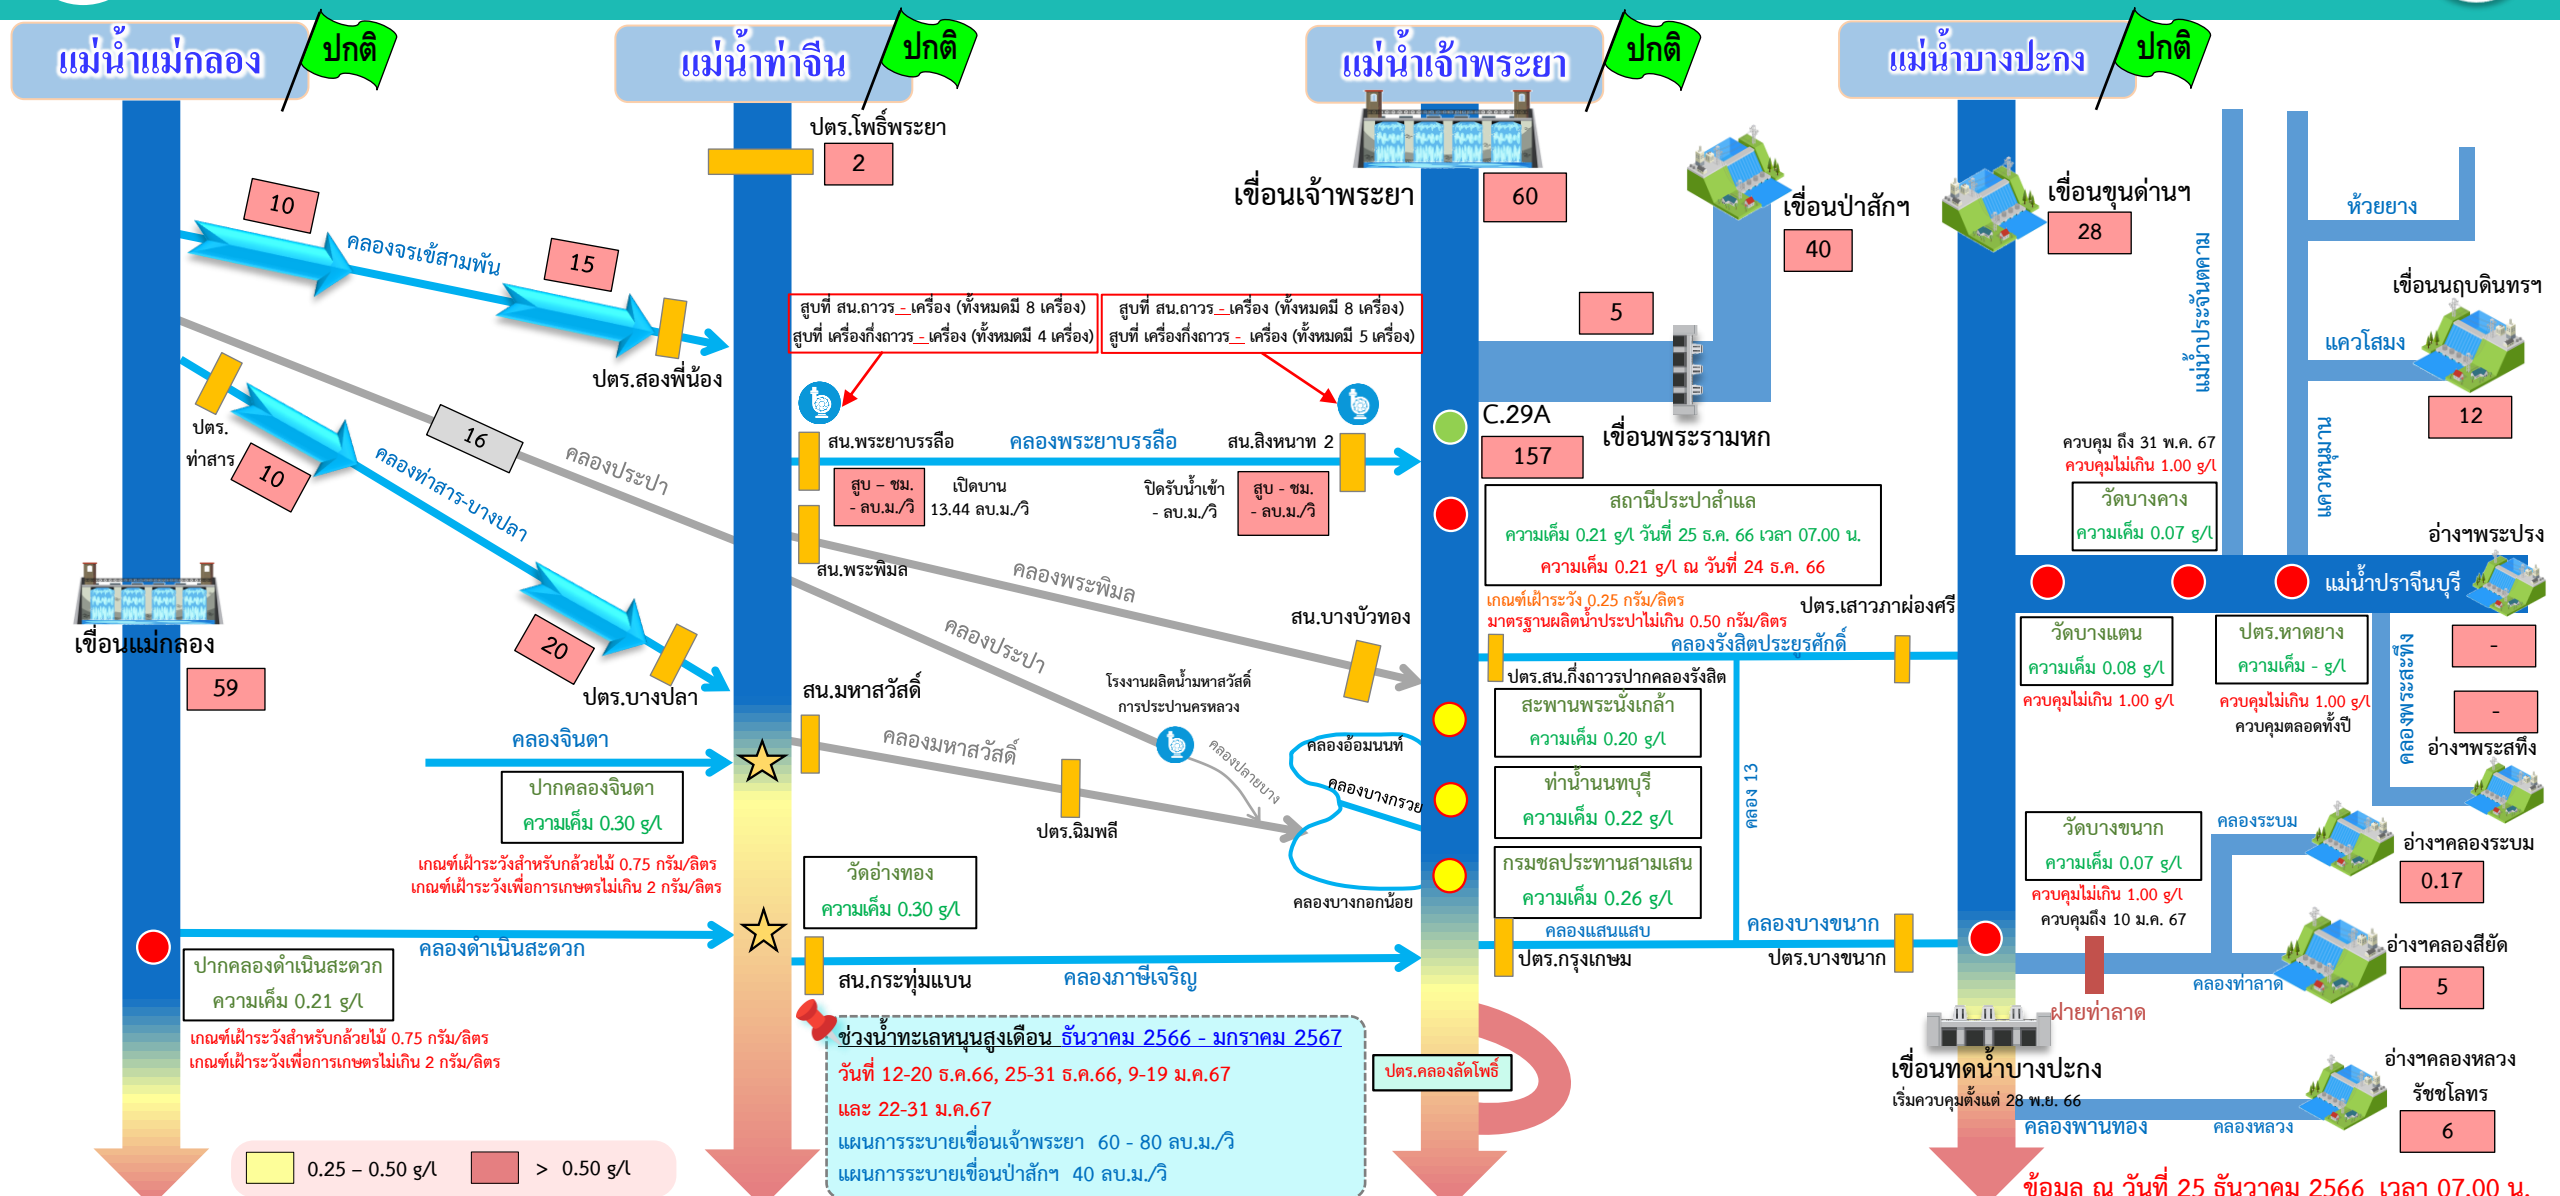 แม่น้ำแม่กลอง
ปกติ
แม่น้ำท่าจีน
ปกติ
แม่น้ำเจ้าพระยา
ปกติ
แม่น้ำบางปะกง
ปกติ
10
คลองจรเข้สามพัน
15
ปตร.สองพี่น้อง
ปตร.
ท่าสาร
10
คลองท่าสาร-บางปลา
16
คลองประปา
20
ปตร.บางปลา
เขื่อนแม่กลอง
59
คลองจินดา
ปากคลองจินดา
ความเค็ม 0.30 g/l
เกณฑ์เฝ้าระวังสำหรับกล้วยไม้ 0.75 กรัม/ลิตร
เกณฑ์เฝ้าระวังเพื่อการเกษตรไม่เกิน 2 กรัม/ลิตร
คลองดำเนินสะดวก
ปากคลองดำเนินสะดวก
ความเค็ม 0.21 g/l
เกณฑ์เฝ้าระวังสำหรับกล้วยไม้ 0.75 กรัม/ลิตร
เกณฑ์เฝ้าระวังเพื่อการเกษตรไม่เกิน 2 กรัม/ลิตร
0.25 – 0.50 g/l
> 0.50 g/l
ปตร.โพธิ์พระยา
2
สูบที่ สน.ถาวร - เครื่อง (ทั้งหมดมี 8 เครื่อง)
สูบที่ เครื่องกึ่งถาวร - เครื่อง (ทั้งหมดมี 4 เครื่อง)
สูบที่ สน.ถาวร - เครื่อง (ทั้งหมดมี 8 เครื่อง)
สูบที่ เครื่องกึ่งถาวร - เครื่อง (ทั้งหมดมี 5 เครื่อง)
สน.พระยาบรรลือ
คลองพระยาบรรลือ
สน.สิงหนาท 2
สูบ – ชม.
- ลบ.ม./วิ
เปิดบาน
13.44 ลบ.ม./วิ
ปิดรับน้ำเข้า
- ลบ.ม./วิ
สูบ - ชม.
- ลบ.ม./วิ
สน.พระพิมล
คลองพระพิมล
คลองประปา
สน.บางบัวทอง
โรงงานผลิตน้ำมหาสวัสดิ์
การประปานครหลวง
สน.มหาสวัสดิ์
คลองมหาสวัสดิ์
ปตร.ฉิมพลี
คลองปลายบาง
คลองอ้อมนนท์
คลองบางกรวย
คลองบางกอกน้อย
วัดอ่างทอง
ความเค็ม 0.30 g/l
สน.กระทุ่มแบน
คลองภาษีเจริญ
ช่วงน้ำทะเลหนุนสูงเดือน ธันวาคม 2566 - มกราคม 2567
วันที่ 12-20 ธ.ค.66, 25-31 ธ.ค.66, 9-19 ม.ค.67
และ 22-31 ม.ค.67
แผนการระบายเขื่อนเจ้าพระยา 60 - 80 ลบ.ม./วิ
แผนการระบายเขื่อนป่าสักฯ 40 ลบ.ม./วิ
เขื่อนเจ้าพระยา
60
เขื่อนป่าสักฯ
40
5
เขื่อนพระรามหก
C.29A
157
สถานีประปาสำแล
ความเค็ม 0.21 g/l วันที่ 25 ธ.ค. 66 เวลา 07.00 น.
ความเค็ม 0.21 g/l ณ วันที่ 24 ธ.ค. 66
เกณฑ์เฝ้าระวัง 0.25 กรัม/ลิตร
มาตรฐานผลิตน้ำประปาไม่เกิน 0.50 กรัม/ลิตร
ปตร.เสาวภาผ่องศรี
คลองรังสิตประยูรศักดิ์
ปตร.สน.กึ่งถาวรปากคลองรังสิต
สะพานพระนั่งเกล้า
ความเค็ม 0.20 g/l
ท่าน้ำนนทบุรี
ความเค็ม 0.22 g/l
กรมชลประทานสามเสน
ความเค็ม 0.26 g/l
คลอง 13
คลองแสนแสบ
คลองบางขนาก
ปตร.กรุงเกษม
ปตร.บางขนาก
ปตร.คลองลัดโพธิ์
เขื่อนขุนด่านฯ
28
แม่น้ำประจันตคาม
ห้วยยาง
เขื่อนนฤบดินทรฯ
แควโสมง
12
แควหนุมาน
ควบคุม ถึง 31 พ.ค. 67
ควบคุมไม่เกิน 1.00 g/l
วัดบางคาง
ความเค็ม 0.07 g/l
อ่างฯพระปรง
แม่น้ำปราจีนบุรี
-
วัดบางแตน
ความเค็ม 0.08 g/l
ควบคุมไม่เกิน 1.00 g/l
ปตร.หาดยาง
ความเค็ม - g/l
ควบคุมไม่เกิน 1.00 g/l
ควบคุมตลอดทั้งปี
คลองพระสะทึง
-
อ่างฯพระสทึง
วัดบางขนาก
ความเค็ม 0.07 g/l
ควบคุมไม่เกิน 1.00 g/l
ควบคุมถึง 10 ม.ค. 67
คลองระบม
อ่างฯคลองระบม
0.17
อ่างฯคลองสียัด
5
คลองท่าลาด
ฝายท่าลาด
เขื่อนทดน้ำบางปะกง
เริ่มควบคุมตั้งแต่ 28 พ.ย. 66
คลองพานทอง
คลองหลวง
อ่างฯคลองหลวง
รัชชโลทร
6
ข้อมูล ณ วันที่ 25 ธันวาคม 2566 เวลา 07.00 น.